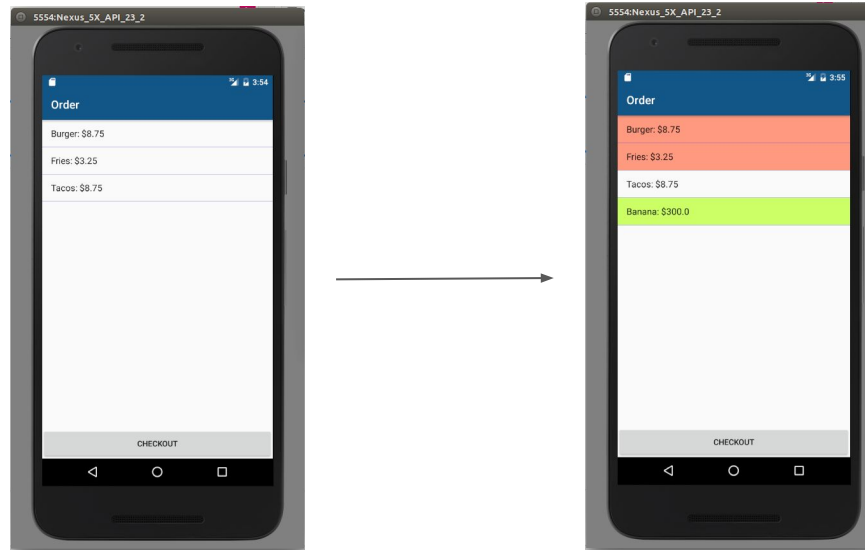 5554:Nexus_5X_API_23_2
3:54
Order
Burger: $8.75
Fries: $3.25
Tacos: $8.75
CHECKOUT
5554:Nexus_5X_API_23_2
3:55
Order
Burger: $8.75
Fries: $3.25
Tacos: $8.75
Banana: $300.0
CHECKOUT